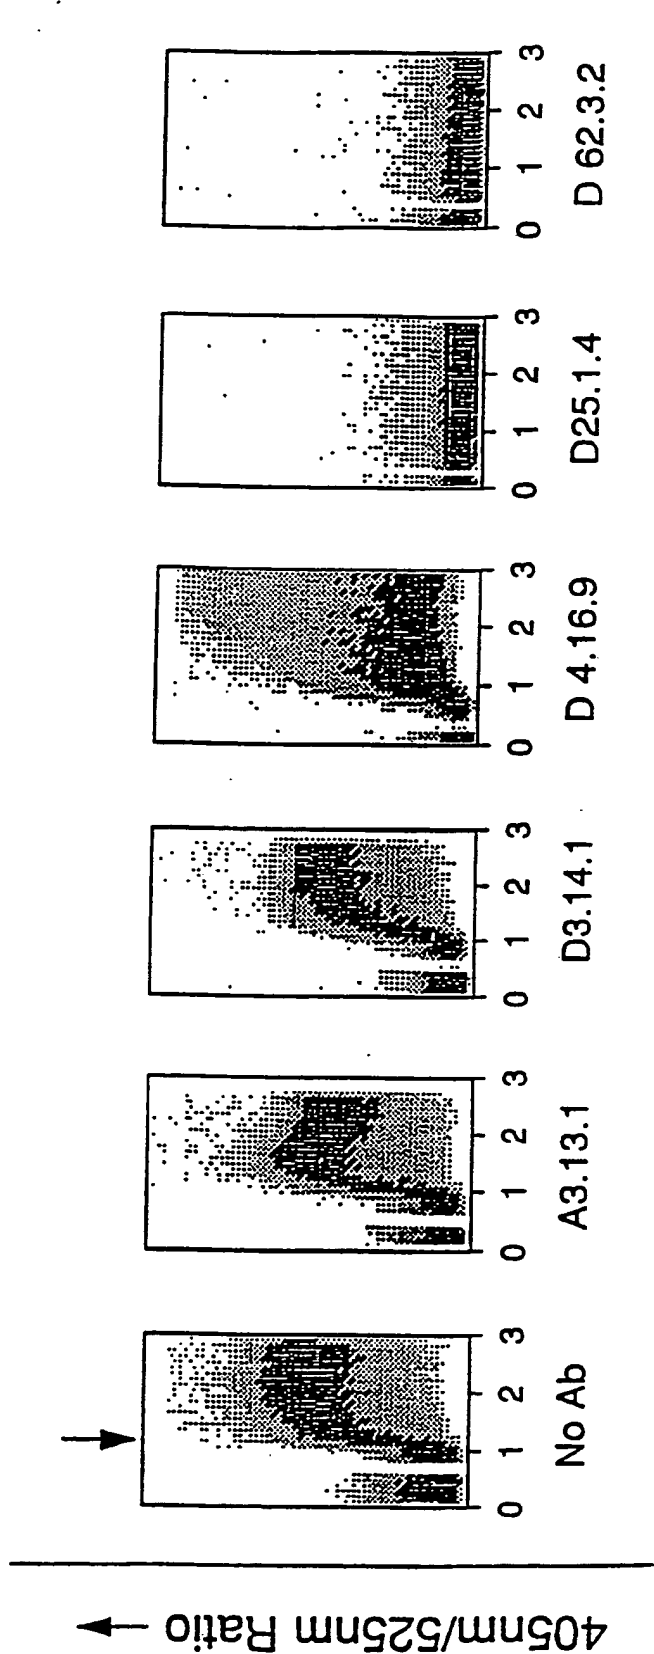 405nm/525nm Ratio
0 1 2 3
No Ab
0 1 2 3
A3.13.1
0 1 2 3
D3.14.1
0 1 2 3
D 4.16.9
0 1 2 3
D25.1.4
0 1 2 3
D 62.3.2